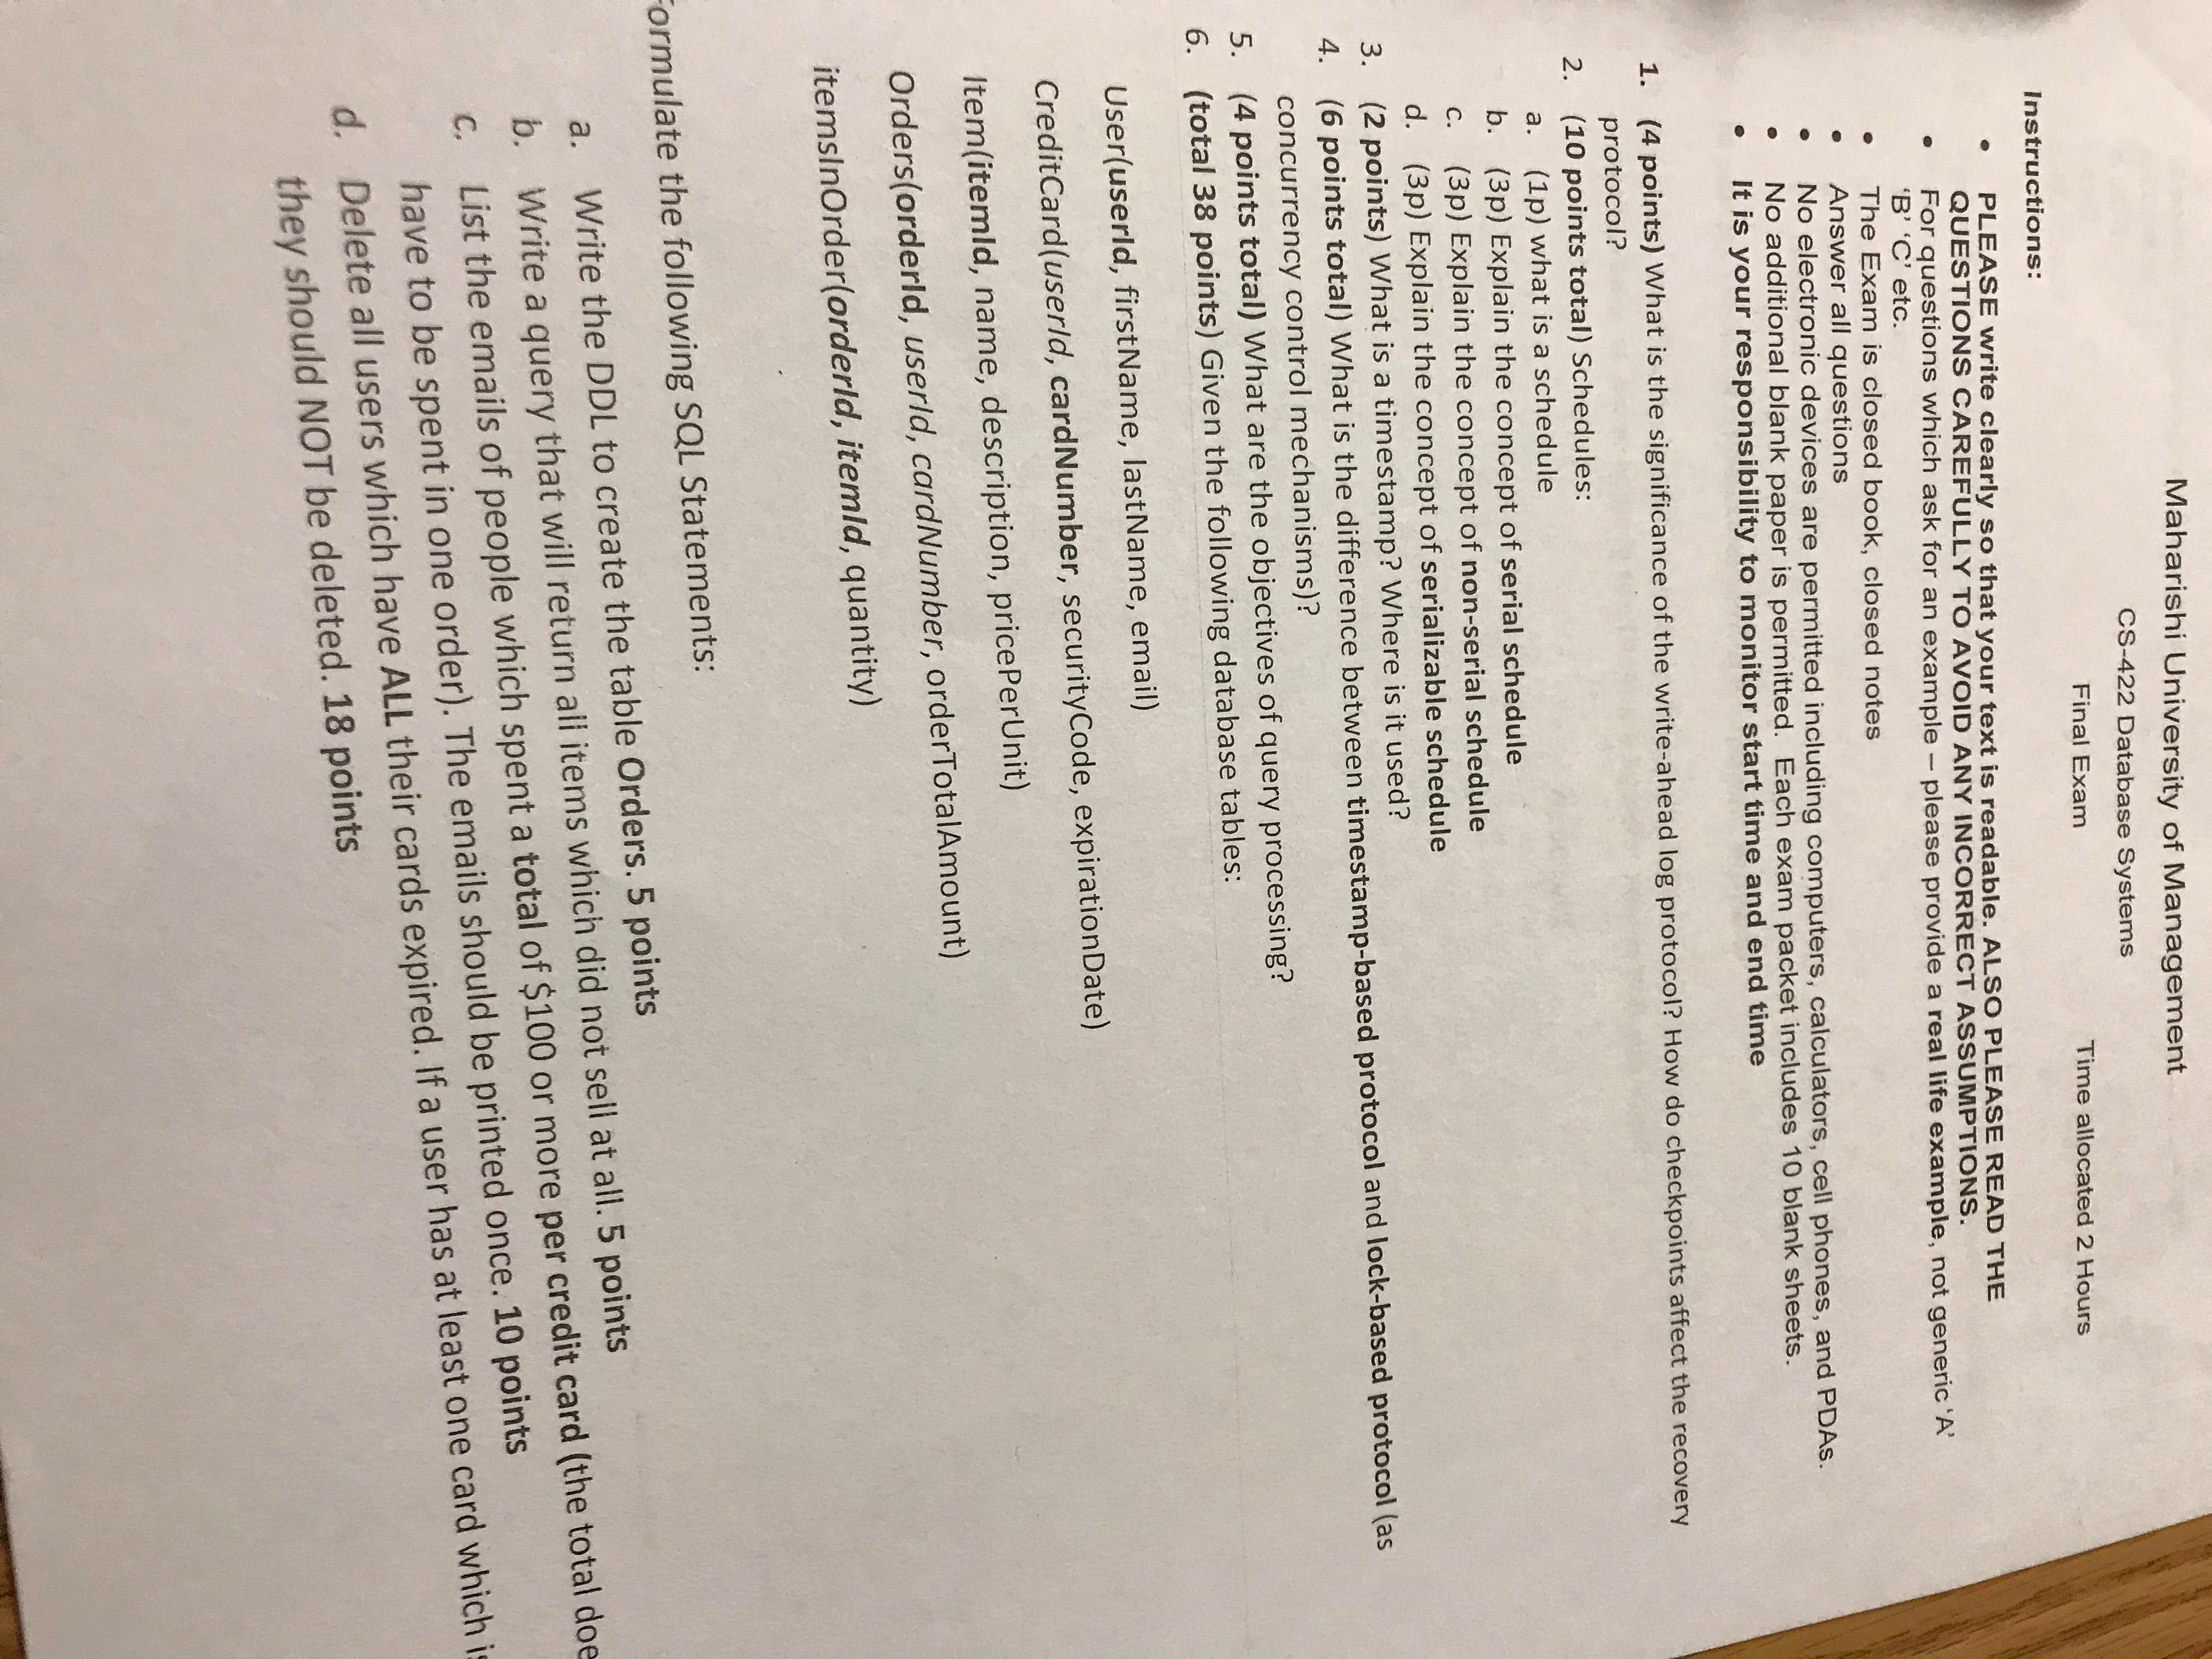 Maharishi University of Management
CS-422 Database Systems
Final Exam Time allocated 2 Hours
Instructions:
• PLEASE write clearly so that your text is readable. ALSO PLEASE READ THE
QUESTIONS CAREFULLY TO AVOID ANY INCORRECT ASSUMPTIONS.
• For questions which ask for an example – please provide a real life example, not generic ‘A’
‘B’ ‘C’ etc.
• The Exam is closed book, closed notes
• Answer all questions
• No electronic devices are permitted including computers, calculators, cell phones, and PDAs.
• No additional blank paper is permitted. Each exam packet includes 10 blank sheets.
• It is your responsibility to monitor start time and end time
1. (4 points) What is the significance of the write-ahead log protocol? How do checkpoints affect the recovery
protocol?
2. (10 points total) Schedules:
a. (1p) what is a schedule
b. (3p) Explain the concept of serial schedule
c. (3p) Explain the concept of non-serial schedule
d. (3p) Explain the concept of serializable schedule
3. (2 points) What is a timestamp? Where is it used?
4. (6 points total) What is the difference between timestamp-based protocol and lock-based protocol (as
concurrency control mechanisms)?
5. (4 points total) What are the objectives of query processing?
6. (total 38 points) Given the following database tables:
User(userId, firstName, lastName, email)
CreditCard(userId, cardNumber, securityCode, expirationDate)
Item(itemId, name, description, pricePerUnit)
Orders(orderId, userId, cardNumber, orderTotalAmount)
itemsInOrder(orderId, itemId, quantity)
ormulate the following SQL Statements:
a. Write the DDL to create the table Orders. 5 points
b. Write a query that will return all items which did not sell at all. 5 points
c. List the emails of people which spent a total of $100 or more per credit card (the total doe
have to be spent in one order). The emails should be printed once. 10 points
d. Delete all users which have ALL their cards expired. If a user has at least one card which is
they should NOT be deleted. 18 points